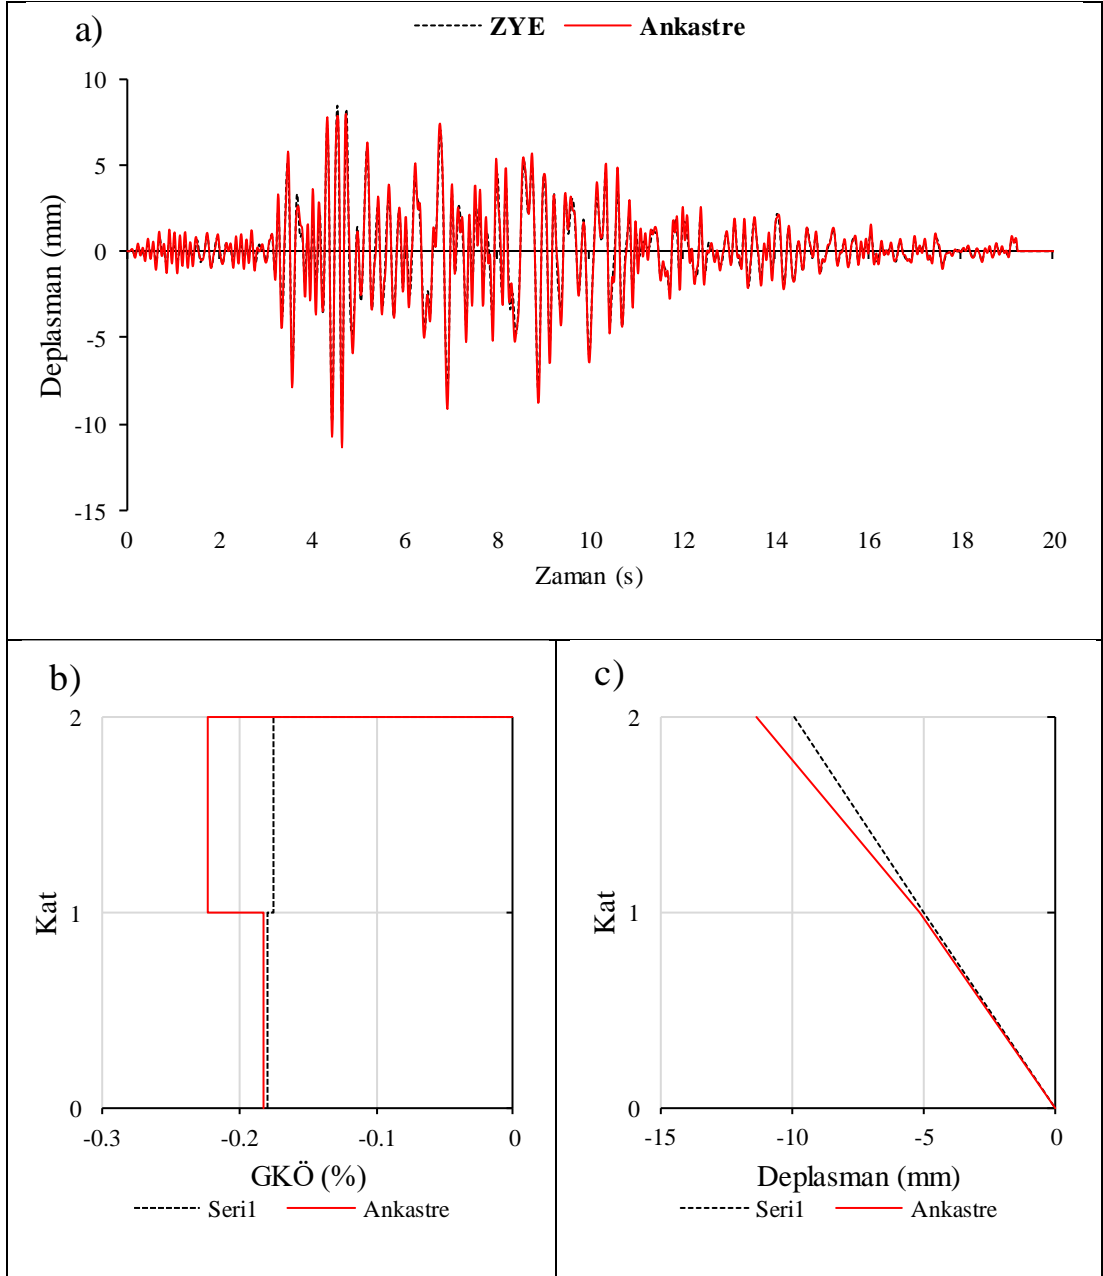 a)
ZYE Ankastre
10
5
0
-5
-10
-15
Deplasman (mm)
0 2 4 6 8 10 12 14 16 18 20
Zaman (s)
b)
2
1
0
Kat
-0.3 -0.2 -0.1 0
GKÖ (%)
Seri1 Ankastre
c)
2
1
0
Kat
-15 -10 -5 0
Deplasman (mm)
Seri1 Ankastre